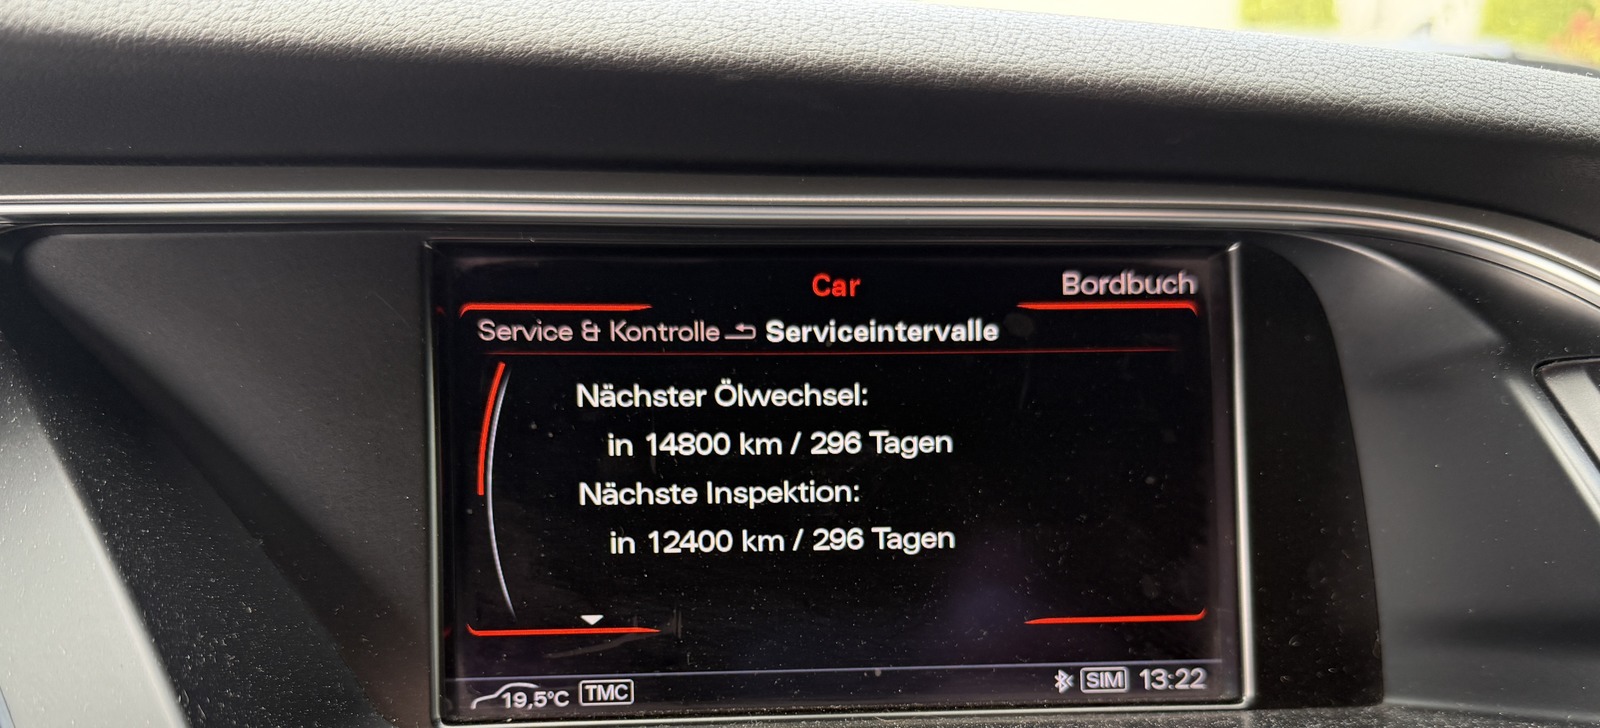 Car
Bordbuch
Service & Kontrolle Serviceintervalle
Nächster Ölwechsel:
in 14800 km / 296 Tagen
Nächste Inspektion:
in 12400 km / 296 Tagen
19,5°C TMC
SIM 13:22